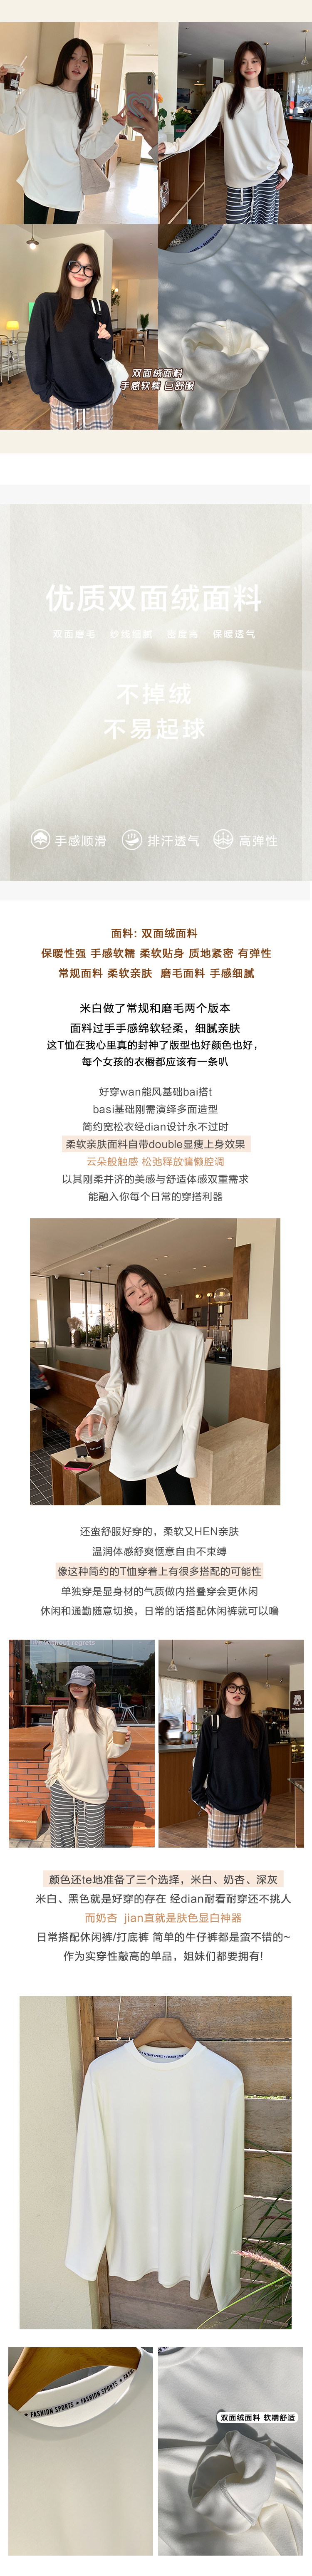 双面绒面料
手感软糯 巨舒服
优质双面绒面料
双面磨毛 纱线细腻 密度高 保暖透气
不掉绒
不易起球
手感顺滑 排汗透气 高弹性
面料: 双面绒面料
保暖性强 手感软糯 柔软贴身 质地紧密 有弹性
常规面料 柔软亲肤 磨毛面料 手感细腻
米白做了常规和磨毛两个版本
面料过手手感绵软轻柔，细腻亲肤
这T恤在我心里真的封神了版型也好颜色也好，
每个女孩的衣橱都应该有一条叭
好穿wan能风基础bai搭t
basi基础刚需演绎多面造型
简约宽松衣经dian设计永不过时
柔软亲肤面料自带double显瘦上身效果
云朵般触感 松弛释放慵懒腔调
以其刚柔并济的美感与舒适体感双重需求
能融入你每个日常的穿搭利器
还蛮舒服好穿的，柔软又HEN亲肤
温润体感舒爽惬意自由不束缚
像这种简约的T恤穿着上有很多搭配的可能性
单独穿是显身材的气质做内搭叠穿会更休闲
休闲和通勤随意切换，日常的话搭配休闲裤就可以噜
颜色还te地准备了三个选择，米白、奶杏、深灰
米白、黑色就是好穿的存在 经dian耐看耐穿还不挑人
而奶杏 jian直就是肤色显白神器
日常搭配休闲裤/打底裤 简单的牛仔裤都是蛮不错的~
作为实穿性敲高的单品，姐妹们都要拥有!
FASHION SPORTS
FASHION SPORTS
双面绒面料 软糯舒适